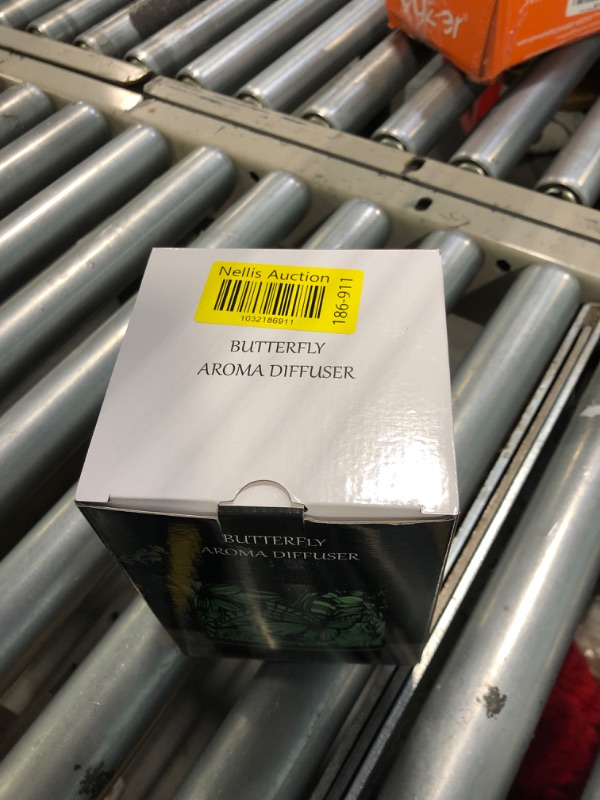 Nellis Auction
1032186911
186-911
BUTTERFLY
AROMA DIFFUSER
BUTTERFLY
AROMA DIFFUSER